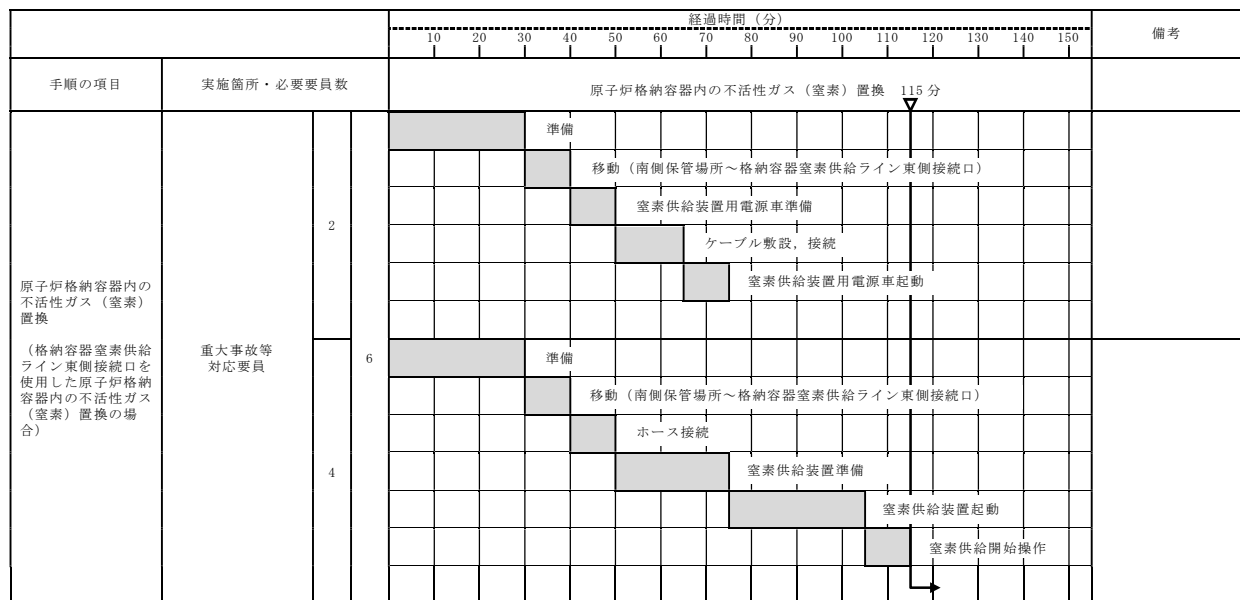 経過時間（分）
10 20 30 40 50 60 70 80 90 100 110 120 130 140 150
備考
手順の項目
実施箇所・必要要員数
原子炉格納容器内の不活性ガス（窒素）置換 115 分
原子炉格納容器内の
不活性ガス（窒素）
置換
（格納容器窒素供給
ライン東側接続口を
使用した原子炉格納
容器内の不活性ガス
（窒素）置換の場
合）
重大事故等
対応要員
6
2
準備
移動（南側保管場所～格納容器窒素供給ライン東側接続口）
窒素供給装置用電源車準備
ケーブル敷設，接続
窒素供給装置用電源車起動
4
準備
移動（南側保管場所～格納容器窒素供給ライン東側接続口）
ホース接続
窒素供給装置準備
窒素供給装置起動
窒素供給開始操作